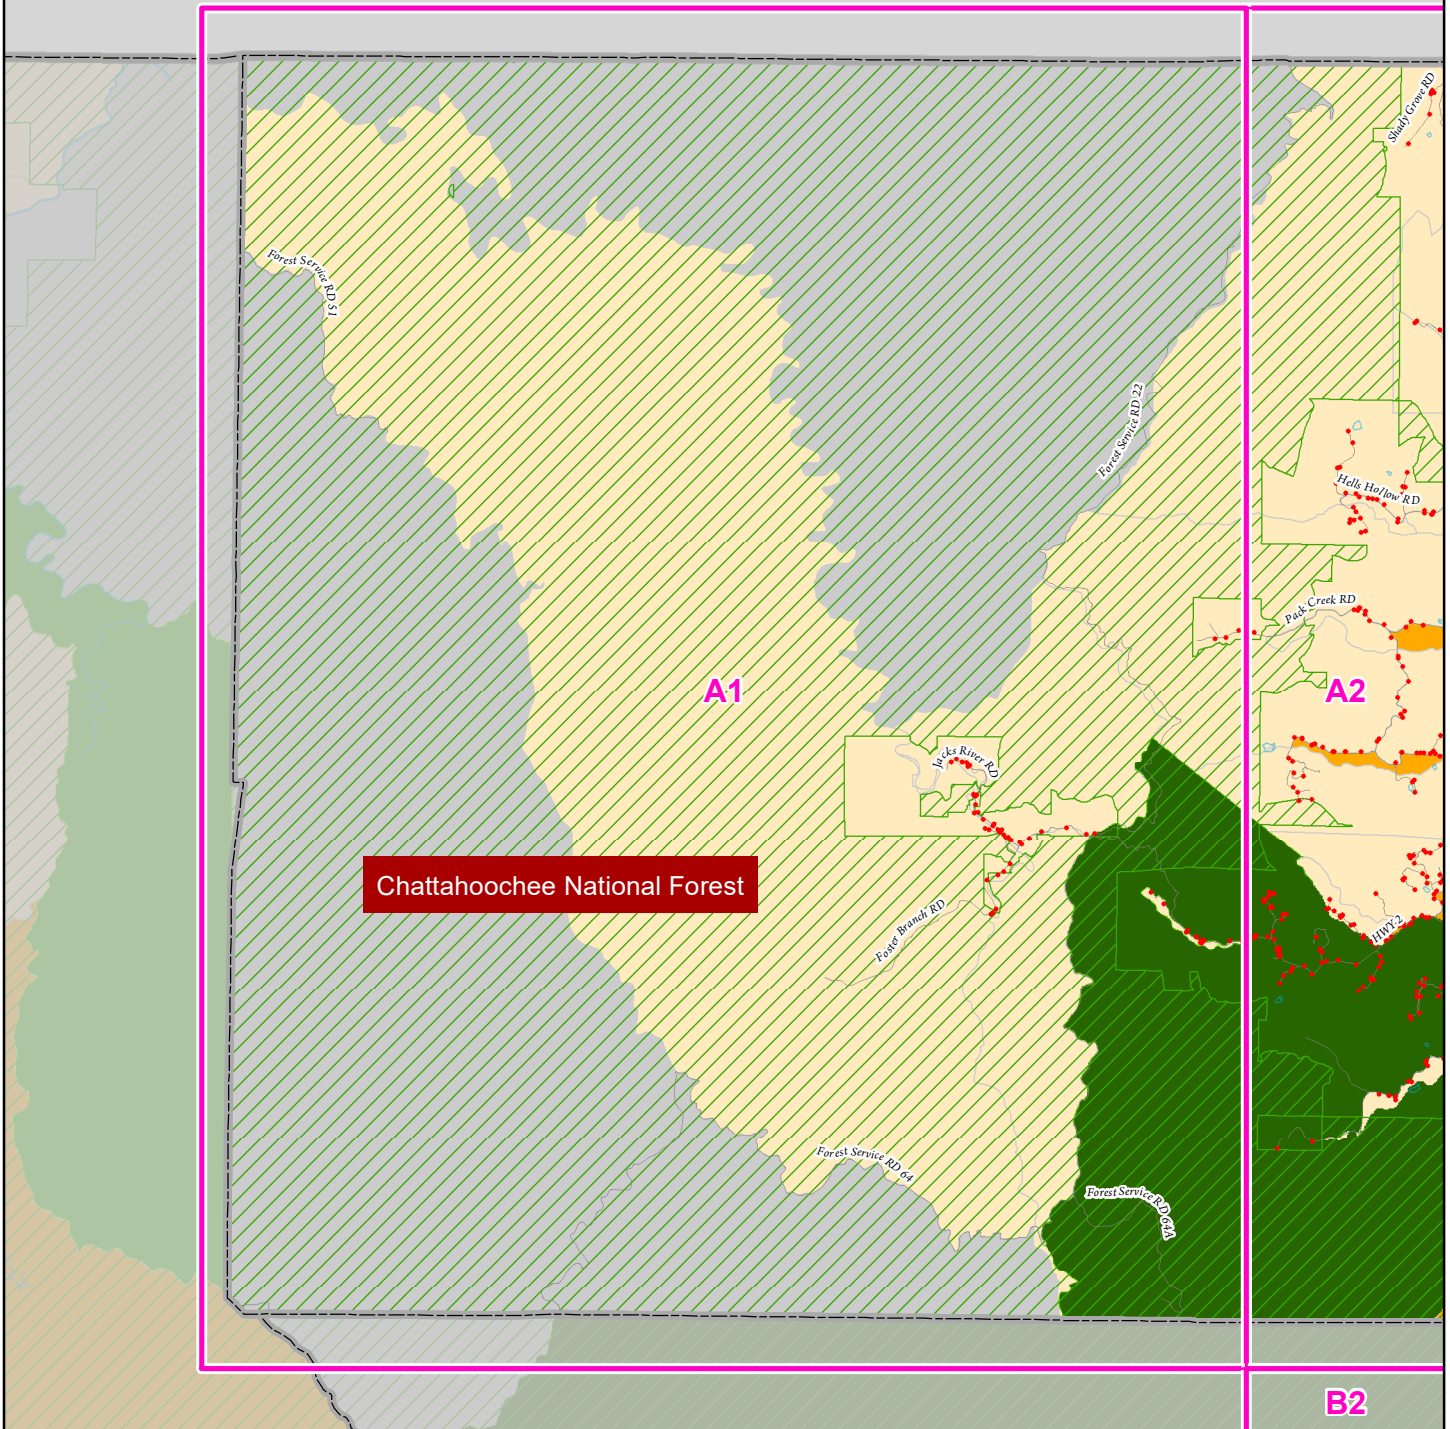 Shady Grove RD
Forest Service RD 51
Forest Service RD 22
Hells Hollow RD
Pack Creek RD
A1
A2
Jacks River RD
Chattahoochee National Forest
Foster Branch RD
HWY 2
Forest Service RD 64
Forest Service RD 64A
B2